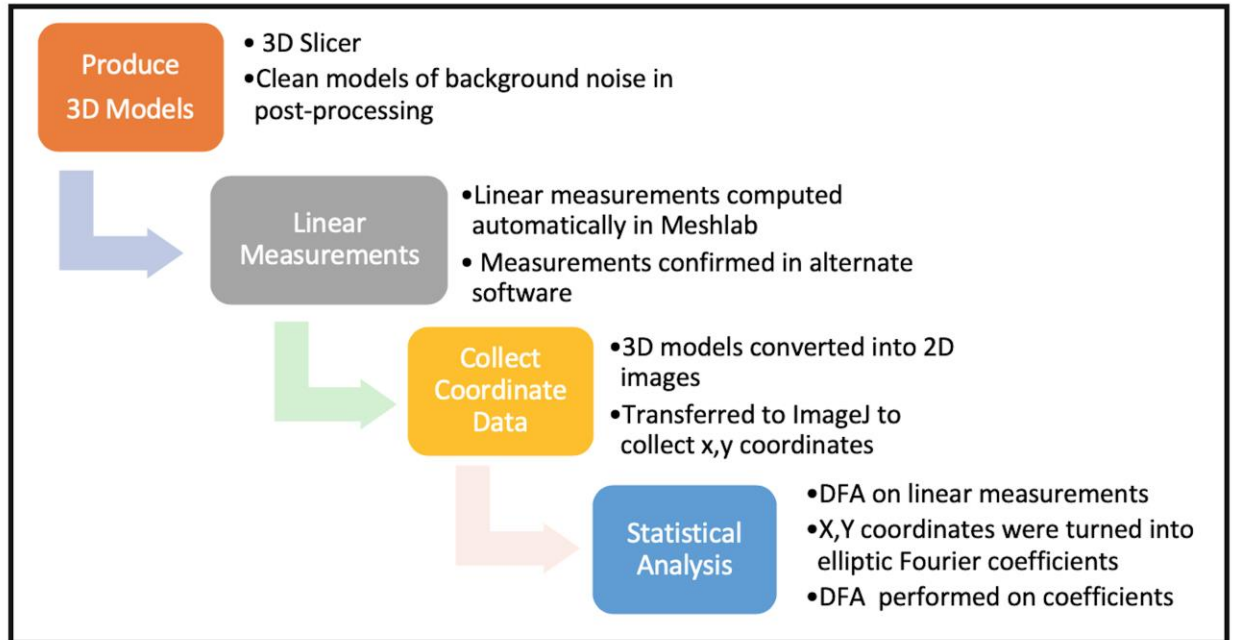 Produce
3D Models
• 3D Slicer
•Clean models of background noise in
post-processing
Linear
Measurements
•Linear measurements computed
automatically in Meshlab
• Measurements confirmed in alternate
software
Collect
Coordinate
Data
•3D models converted into 2D
images
•Transferred to ImageJ to
collect x,y coordinates
Statistical
Analysis
•DFA on linear measurements
•X,Y coordinates were turned into
elliptic Fourier coefficients
•DFA performed on coefficients